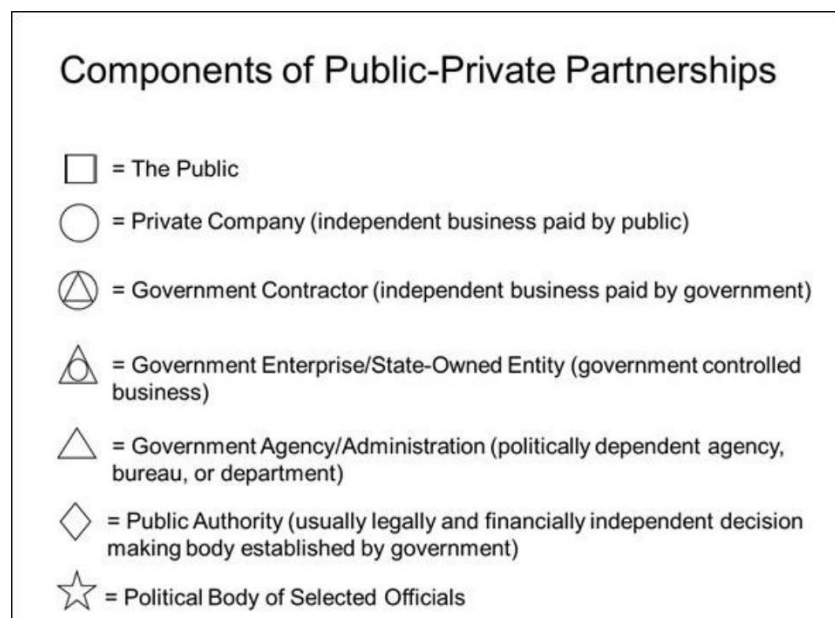 Components of Public-Private Partnerships
= The Public
= Private Company (independent business paid by public)
= Government Contractor (independent business paid by government)
= Government Enterprise/State-Owned Entity (government controlled
business)
= Government Agency/Administration (politically dependent agency,
bureau, or department)
= Public Authority (usually legally and financially independent decision
making body established by government)
= Political Body of Selected Officials